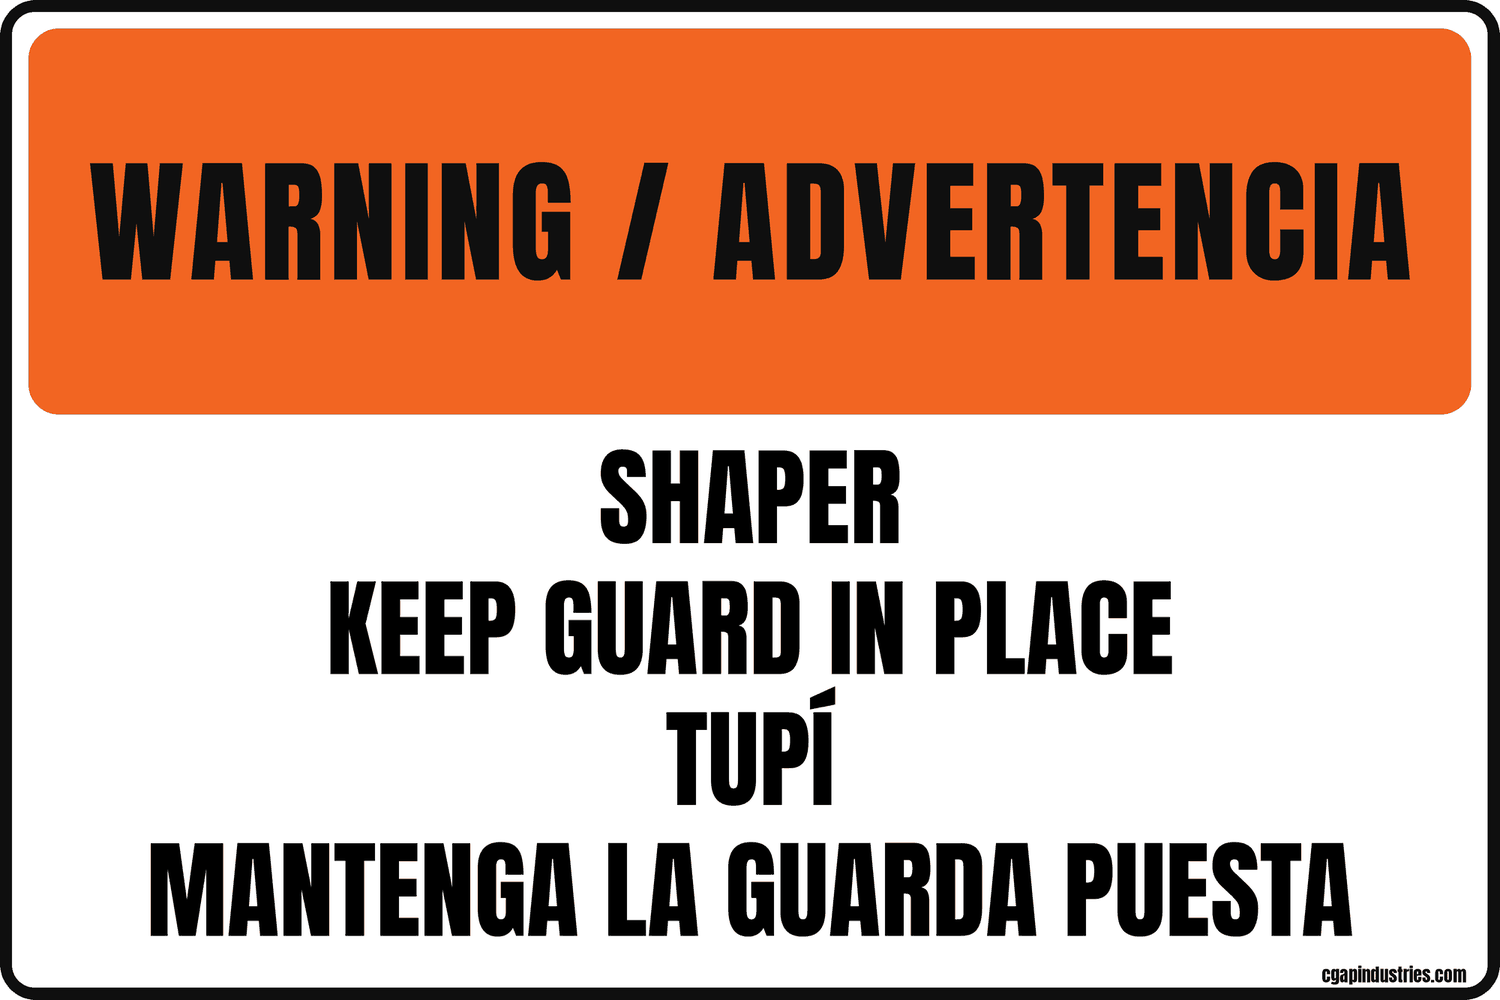 WARNING / ADVERTENCIA
SHAPER
KEEP GUARD IN PLACE
TUPÍ
MANTENGA LA GUARDA PUESTA
cgapindustries.com